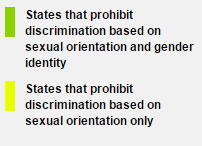 States that prohibit
discrimination based on
sexual orientation and gender
identity
States that prohibit
discrimination based on
sexual orientation only